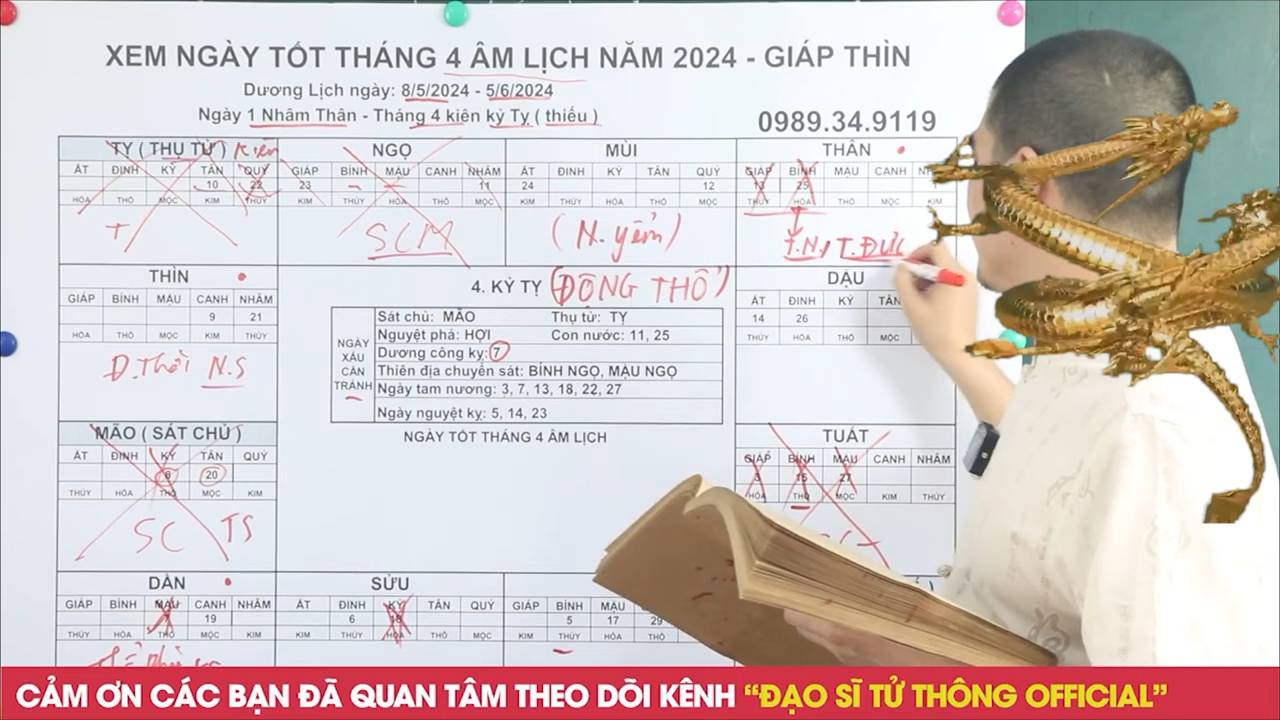 XEM NGÀY TỐT THÁNG 4 ÂM LỊCH NĂM 2024 - GIÁP THÌN
Dương Lịch ngày: 8/5/2024 - 5/6/2024
Ngày 1 Nhâm Thân - Tháng 4 kiện kỷ Tỵ ( thiếu )
0989.34.9119
TỴ ( THỤ TỬ )
ẤT ĐINH KỶ TÂN QUÝ
10 22
HỎA THỔ MỘC KIM THỦY
T
NGỌ
GIÁP BÍNH MẬU CANH NHÂM
23 11
THỦY HỎA MỘC KIM
SCM
MÙI
ẤT ĐINH KỶ TÂN QUÝ
24 12
KIM THỦY HỎA THỔ MỘC
(N. yểm)
THÂN
GIÁP BÍNH MẬU CANH
13 25
THỦY HỎA THỔ MỘC
T.N, T.ĐỨC
THÌN
GIÁP BÍNH MẬU CANH NHÂM
9 21
HỎA THỔ MỘC KIM THỦY
Đ.Thời N.S
4. KỶ TỴ (ĐỘNG THỔ)
NGÀY XẤU CẦN TRÁNH
Sát chủ: MÃO Thụ tử: TỴ
Nguyệt phá: HỢI Con nước: 11, 25
Dương công kỵ: 7
Thiên địa chuyển sát: BÍNH NGỌ, MẬU NGỌ
Ngày tam nương: 3, 7, 13, 18, 22, 27
Ngày nguyệt kỵ: 5, 14, 23
NGÀY TỐT THÁNG 4 ÂM LỊCH
DẬU
ẤT ĐINH KỶ TÂN
14 26
THỦY HỎA THỔ MỘC
MÃO ( SÁT CHỦ )
ẤT ĐINH KỶ TÂN QUÝ
8 20
THỦY HỎA THỔ MỘC KIM
SC TS
TUẤT
GIÁP BÍNH MẬU CANH NHÂM
3 15 27
HỎA THỔ MỘC KIM THỦY
DẦN
GIÁP BÍNH MẬU CANH NHÂM
19
THỦY HỎA THỔ MỘC KIM
SỬU
ẤT ĐINH KỶ TÂN QUÝ
6 18
KIM THỦY HỎA THỔ MỘC
GIÁP BÍNH MẬU
5 17 29
KIM THỦY HỎA THỔ
CẢM ƠN CÁC BẠN ĐÃ QUAN TÂM THEO DÕI KÊNH “ĐẠO SĨ TỬ THÔNG OFFICIAL”